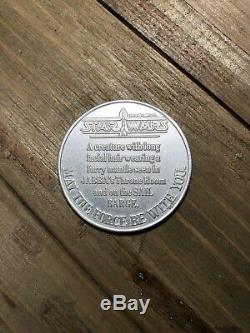 STAR WARS
A creature with long
facial hair wearing a
furry mantle seen in
JABBA'S Throne Room
and on the SAIL
BARGE.
MAY THE FORCE BE WITH YOU.
ebay